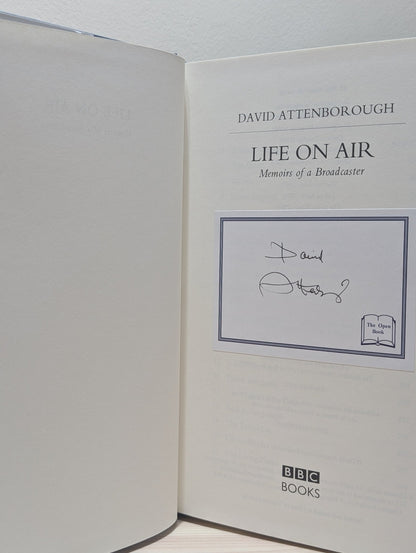 DAVID ATTENBOROUGH
LIFE ON AIR
Memoirs of a Broadcaster
David
The Open
Book
BBC
BOOKS